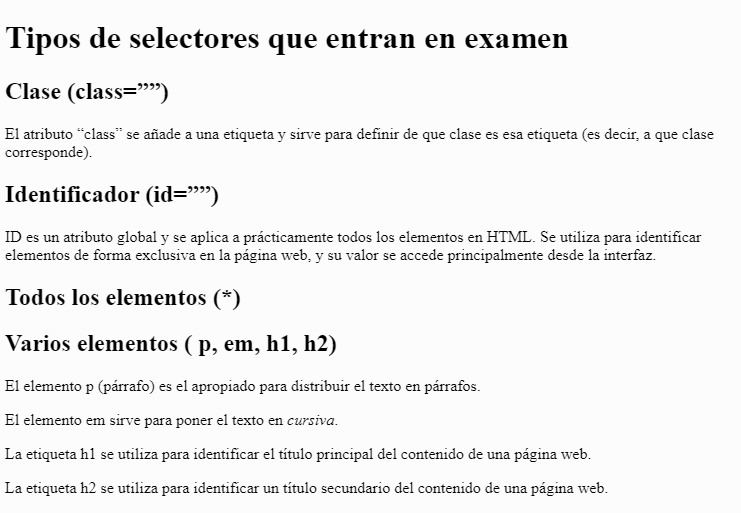 Tipos de selectores que entran en examen
Clase (class=””)
El atributo “class” se añade a una etiqueta y sirve para definir de que clase es esa etiqueta (es decir, a que clase
corresponde).
Identificador (id=””)
ID es un atributo global y se aplica a prácticamente todos los elementos en HTML. Se utiliza para identificar
elementos de forma exclusiva en la página web, y su valor se accede principalmente desde la interfaz.
Todos los elementos (*)
Varios elementos ( p, em, h1, h2)
El elemento p (párrafo) es el apropiado para distribuir el texto en párrafos.
El elemento em sirve para poner el texto en cursiva.
La etiqueta h1 se utiliza para identificar el título principal del contenido de una página web.
La etiqueta h2 se utiliza para identificar un título secundario del contenido de una página web.